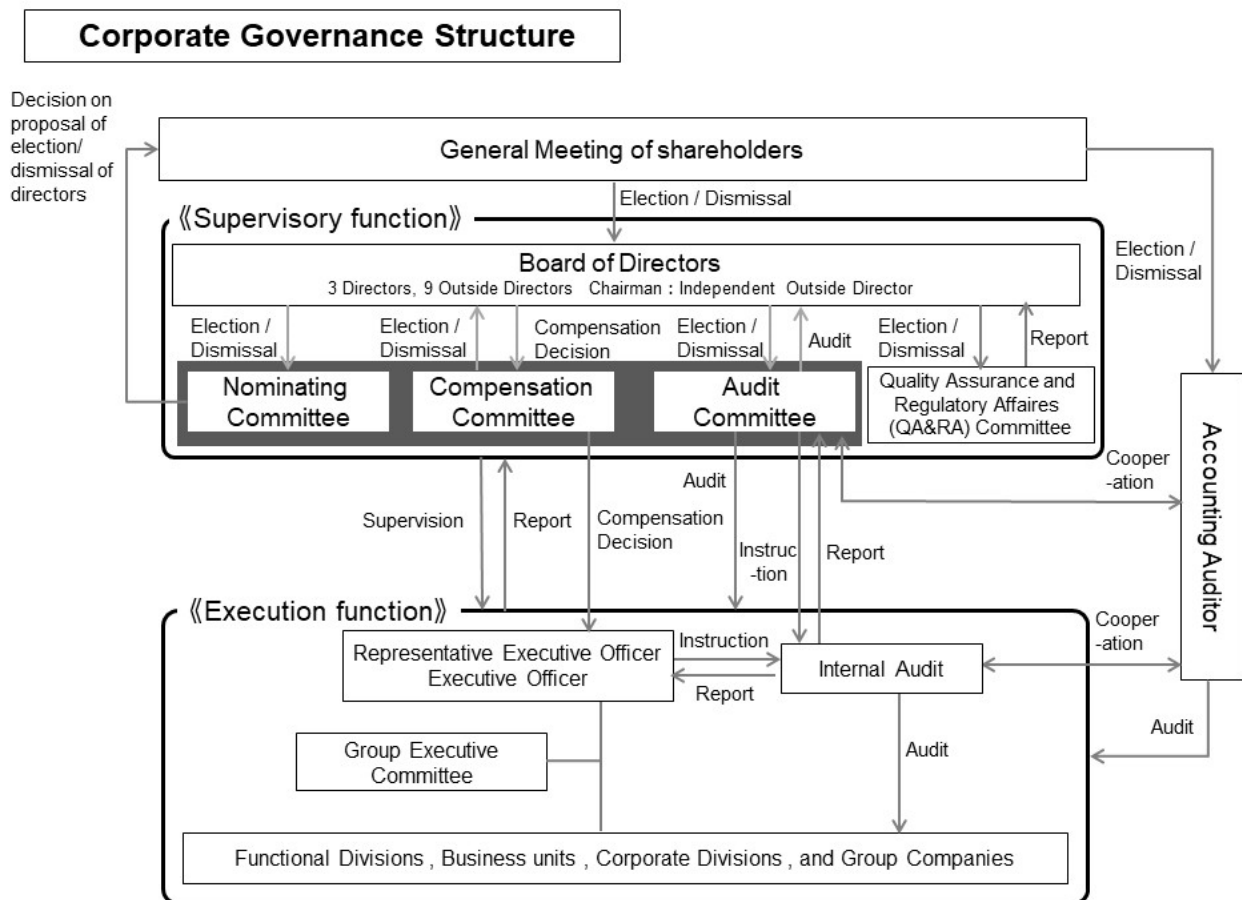 Corporate Governance Structure
Decision on
proposal of
election/
dismissal of
directors
General Meeting of shareholders
Election / Dismissal
《Supervisory function》
Election /
Dismissal
Board of Directors
3 Directors, 9 Outside Directors Chairman : Independent Outside Director
Election /
Dismissal
Election /
Dismissal
Compensation
Decision
Election /
Dismissal
Audit
Election /
Dismissal
Report
Nominating
Committee
Compensation
Committee
Audit
Committee
Quality Assurance and
Regulatory Affaires
(QA&RA) Committee
Accounting Auditor
Cooper
-ation
Supervision
Report
Compensation
Decision
Audit
Instruc
-tion
Report
《Execution function》
Representative Executive Officer
Executive Officer
Instruction
Report
Internal Audit
Cooper
-ation
Audit
Group Executive
Committee
Audit
Functional Divisions , Business units , Corporate Divisions , and Group Companies